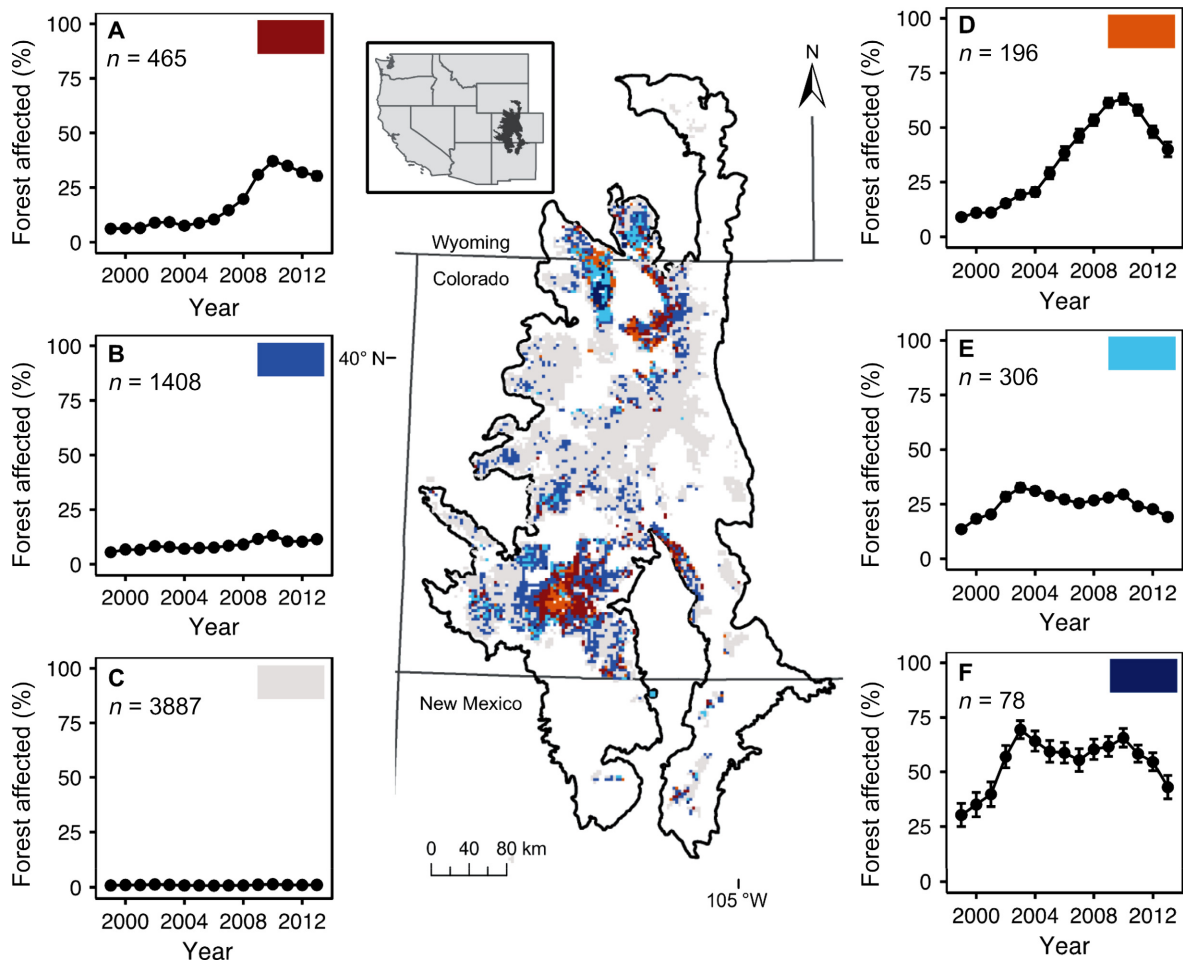 A
n = 465
Forest affected (%)
100
75
50
25
0
2000 2004 2008 2012
Year
B
n = 1408
Forest affected (%)
100
75
50
25
0
2000 2004 2008 2012
Year
C
n = 3887
Forest affected (%)
100
75
50
25
0
2000 2004 2008 2012
Year
N
Wyoming
Colorado
40° N
New Mexico
0 40 80 km
105 °W
D
n = 196
Forest affected (%)
100
75
50
25
0
2000 2004 2008 2012
Year
E
n = 306
Forest affected (%)
100
75
50
25
0
2000 2004 2008 2012
Year
F
n = 78
Forest affected (%)
100
75
50
25
0
2000 2004 2008 2012
Year